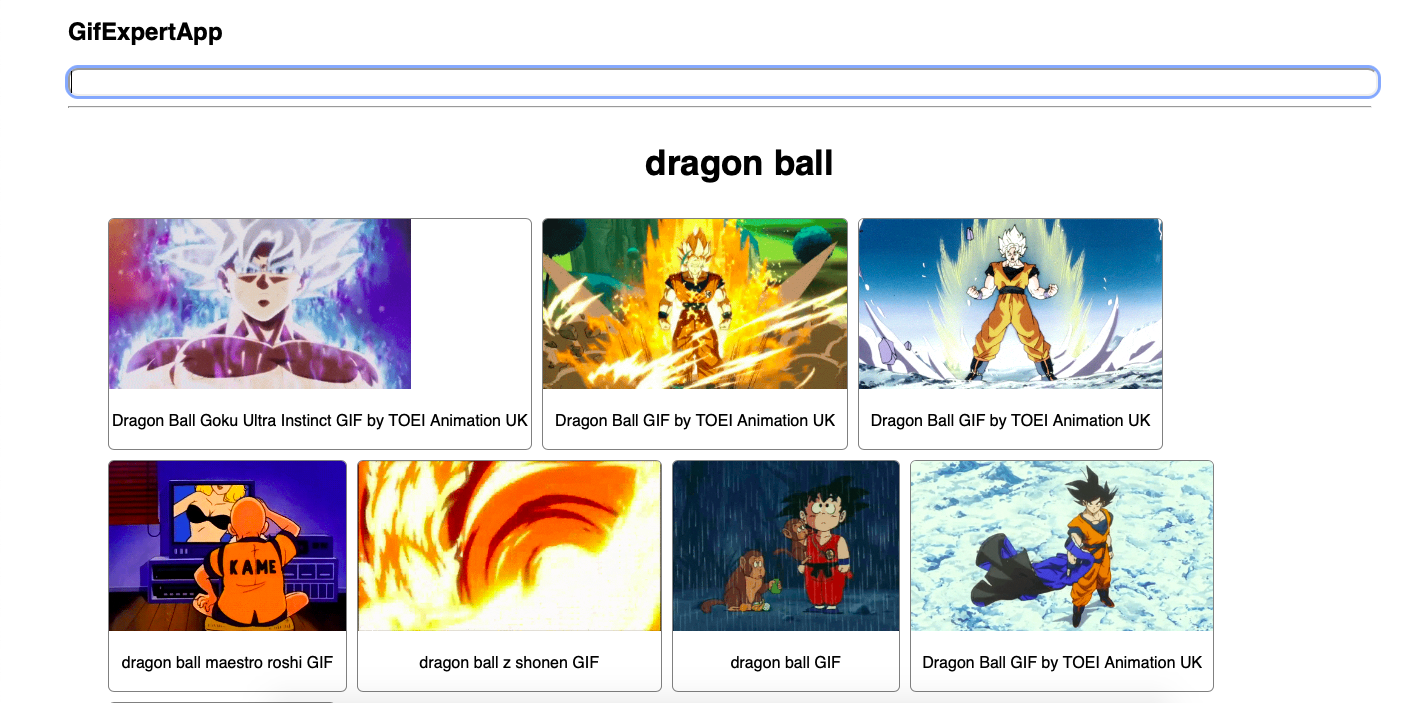 GifExpertApp
dragon ball
Dragon Ball Goku Ultra Instinct GIF by TOEI Animation UK
Dragon Ball GIF by TOEI Animation UK
Dragon Ball GIF by TOEI Animation UK
KAME
dragon ball maestro roshi GIF
dragon ball z shonen GIF
dragon ball GIF
Dragon Ball GIF by TOEI Animation UK